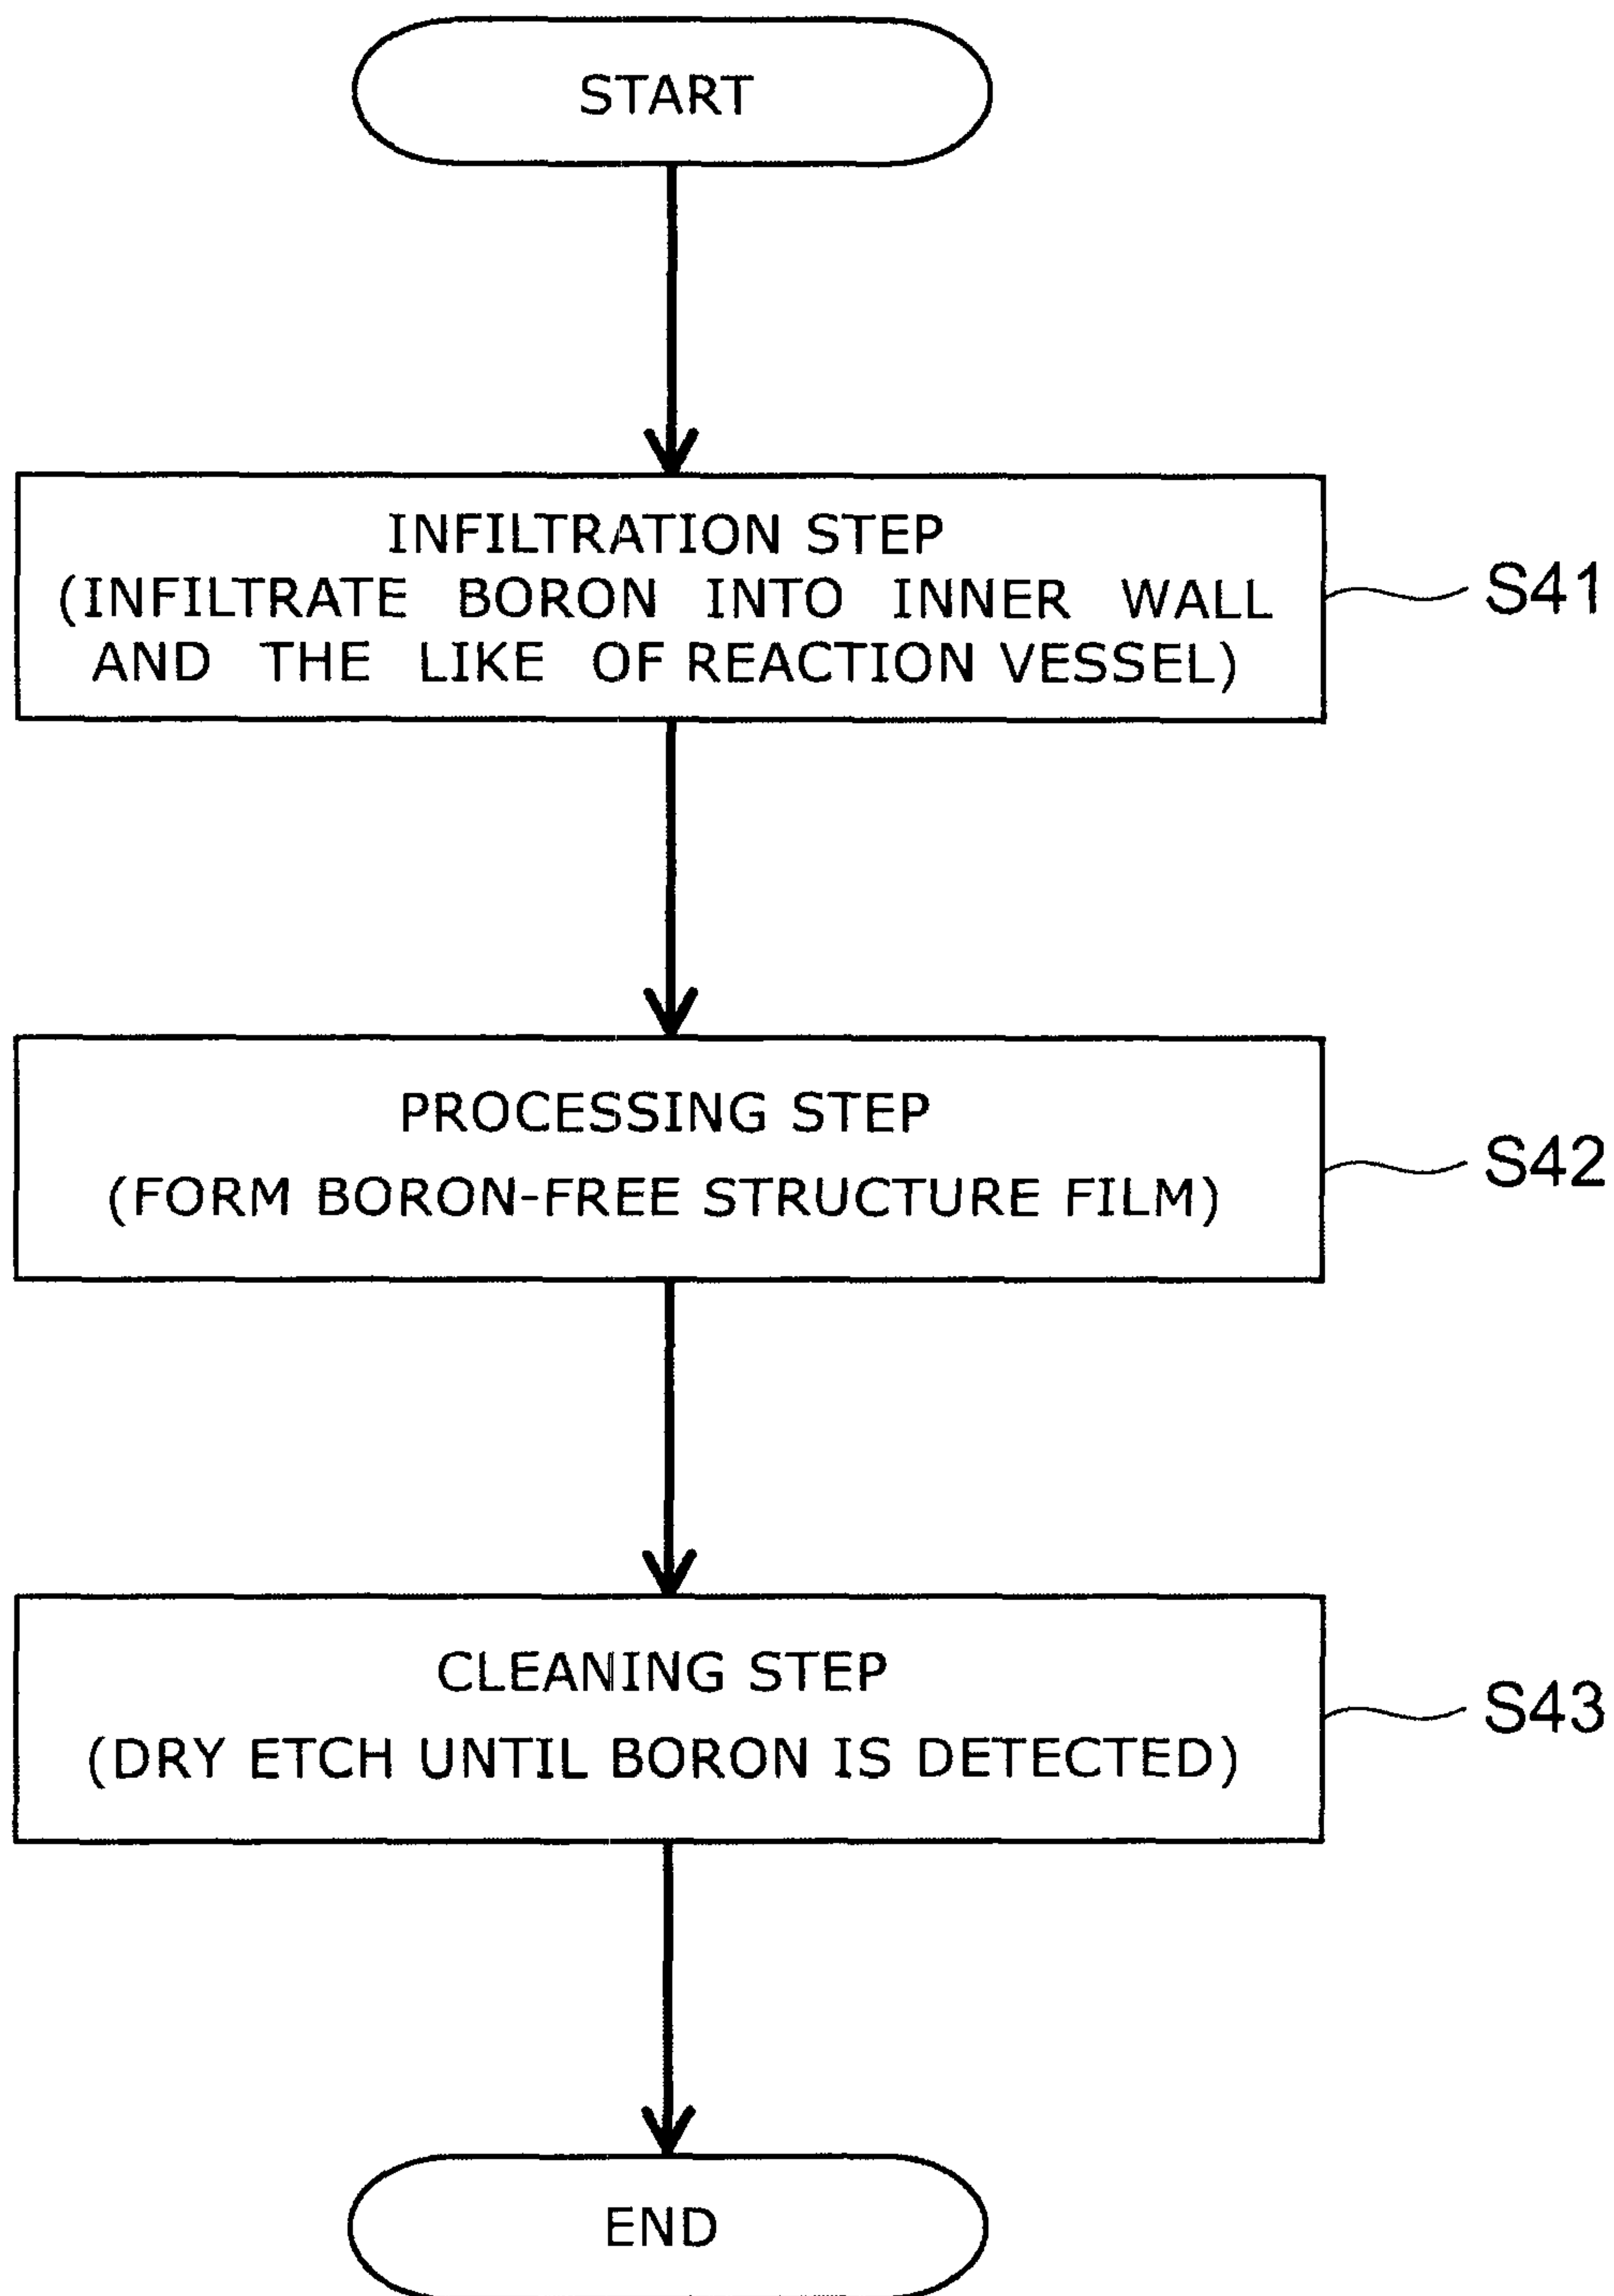 START
INFILTRATION STEP
(INFILTRATE BORON INTO INNER WALL
AND THE LIKE OF REACTION VESSEL)
S41
PROCESSING STEP
(FORM BORON-FREE STRUCTURE FILM)
S42
CLEANING STEP
(DRY ETCH UNTIL BORON IS DETECTED)
S43
END